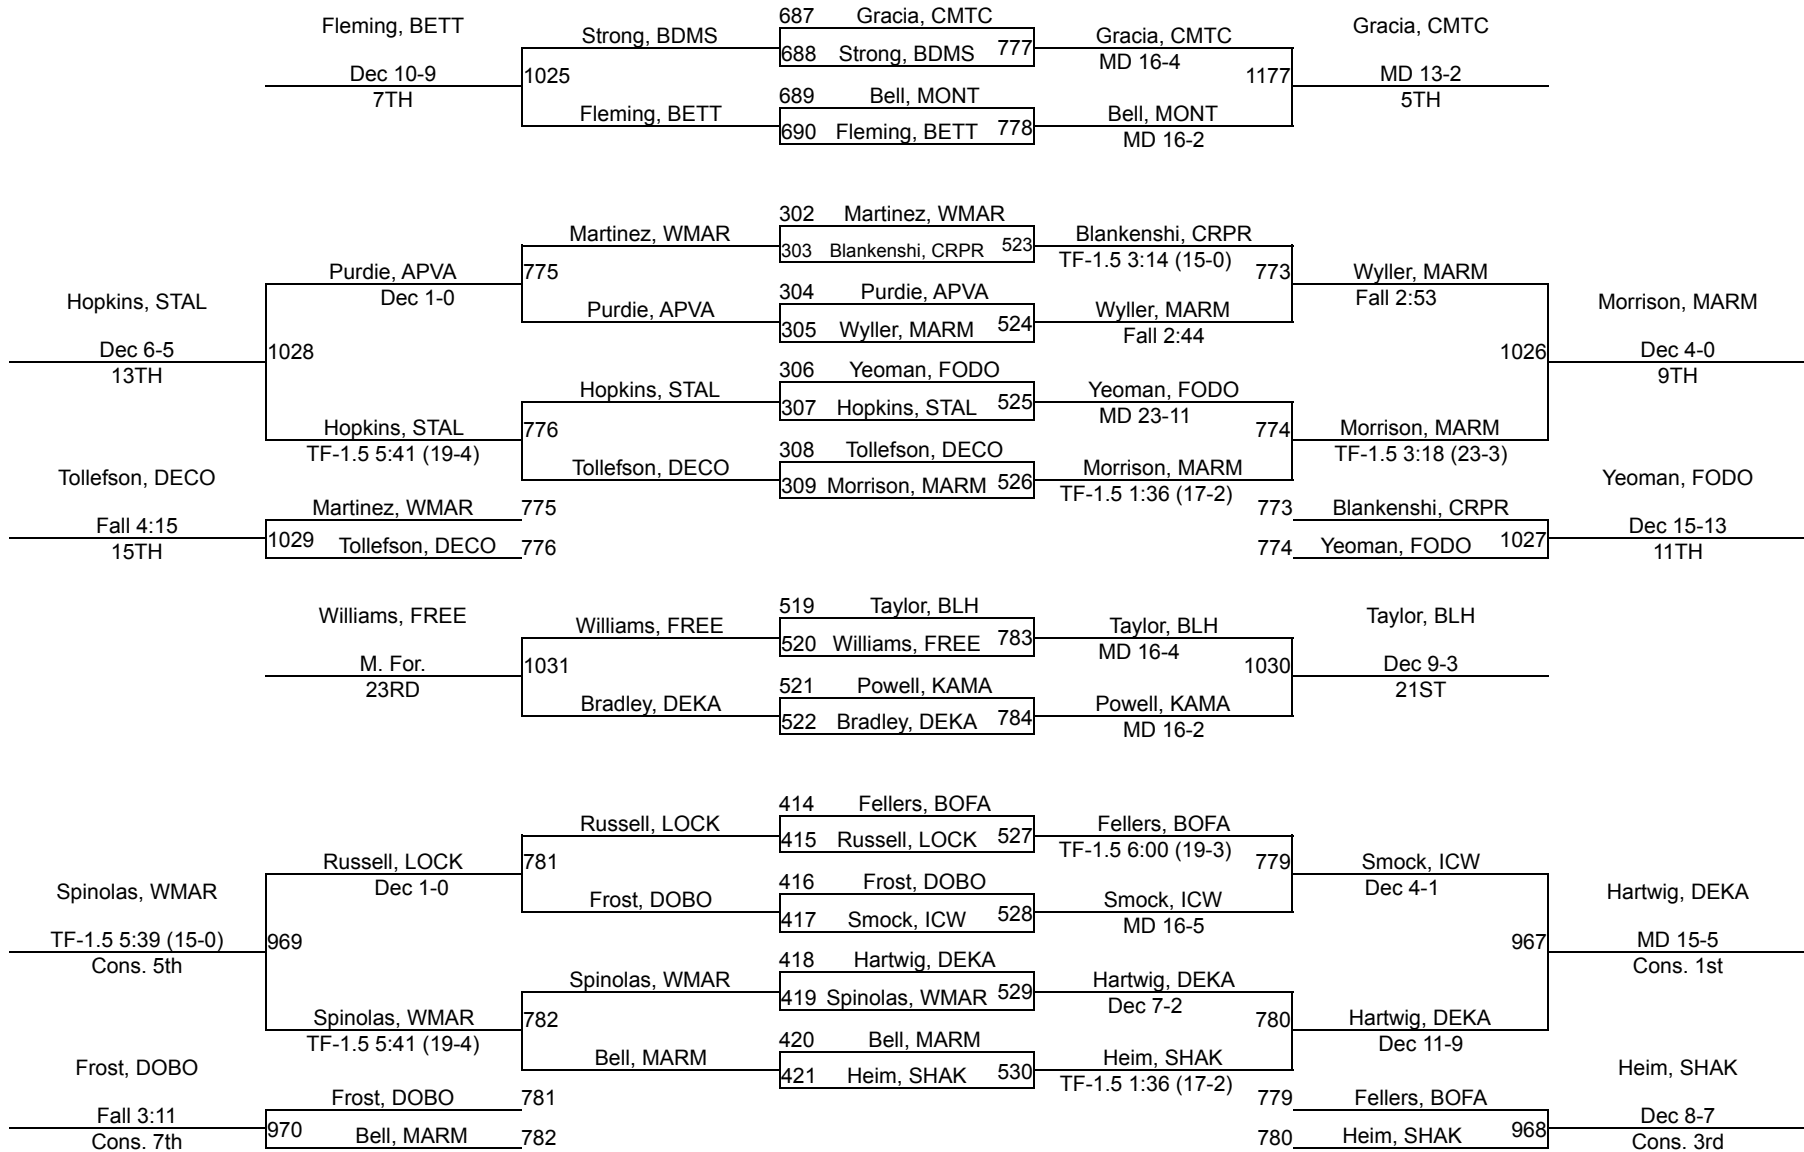 687 Gracia, CMTC
Fleming, BETT Strong, BDMS 688 Strong, BDMS 777 Gracia, CMTC Gracia, CMTC
MD 16-4
Dec 10-9 1025 1177 MD 13-2
7TH 689 Bell, MONT 5TH
Fleming, BETT 690 Fleming, BETT 778 Bell, MONT
MD 16-2
302 Martinez, WMAR
Martinez, WMAR 303 Blankenshi, CRPR 523 Blankenshi, CRPR
TF-1.5 3:14 (15-0)
Purdie, APVA 775 773 Wyller, MARM
Hopkins, STAL Dec 1-0 304 Purdie, APVA Fall 2:53 Morrison, MARM
Purdie, APVA 305 Wyller, MARM 524 Wyller, MARM
Fall 2:44
Dec 6-5 1028 1026 Dec 4-0
13TH 306 Yeoman, FODO 9TH
Hopkins, STAL 307 Hopkins, STAL 525 Yeoman, FODO
MD 23-11
Hopkins, STAL 776 774 Morrison, MARM
TF-1.5 5:41 (19-4) 308 Tollefson, DECO TF-1.5 3:18 (23-3)
Tollefson, DECO Tollefson, DECO 309 Morrison, MARM 526 Morrison, MARM Yeoman, FODO
TF-1.5 1:36 (17-2)
Martinez, WMAR 775 773 Blankenshi, CRPR
Fall 4:15 Dec 15-13
15TH 1029 Tollefson, DECO 776 774 Yeoman, FODO 1027 11TH
519 Taylor, BLH
Williams, FREE Williams, FREE 520 Williams, FREE 783 Taylor, BLH Taylor, BLH
MD 16-4
M. For. 1031 1030 Dec 9-3
23RD 521 Powell, KAMA 21ST
Bradley, DEKA 522 Bradley, DEKA 784 Powell, KAMA
MD 16-2
414 Fellers, BOFA
Russell, LOCK 415 Russell, LOCK 527 Fellers, BOFA
TF-1.5 6:00 (19-3)
Russell, LOCK 781 779 Smock, ICW
Spinolas, WMAR Dec 1-0 416 Frost, DOBO Dec 4-1 Hartwig, DEKA
Frost, DOBO 417 Smock, ICW 528 Smock, ICW
MD 16-5
TF-1.5 5:39 (15-0) 969 967 MD 15-5
Cons. 5th 418 Hartwig, DEKA Cons. 1st
Spinolas, WMAR 419 Spinolas, WMAR 529 Hartwig, DEKA
Dec 7-2
Spinolas, WMAR 782 780 Hartwig, DEKA
TF-1.5 5:41 (19-4) 420 Bell, MARM Dec 11-9
Frost, DOBO Bell, MARM 421 Heim, SHAK 530 Heim, SHAK Heim, SHAK
TF-1.5 1:36 (17-2)
Frost, DOBO 781 779 Fellers, BOFA
Fall 3:11 Dec 8-7
Cons. 7th 970 Bell, MARM 782 780 Heim, SHAK 968 Cons. 3rd